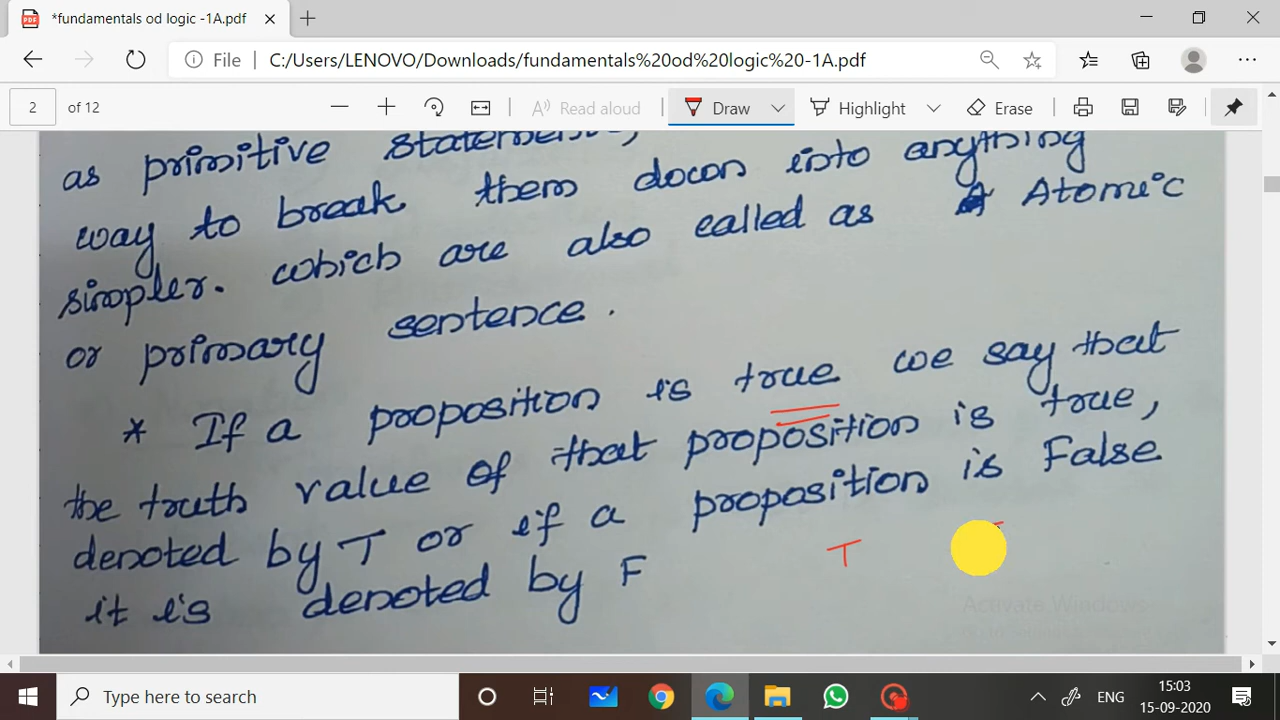 *fundamentals od logic -1A.pdf
File C:/Users/LENOVO/Downloads/fundamentals%20od%20logic%20-1A.pdf
2 of 12 Read aloud Draw Highlight Erase
as primitive
way to break them down into anything
simpler. which are also called as A Atomic
or primary sentence.
* If a proposition is true we say that
the truth value of that proposition is true,
denoted by T or if a proposition is False
it is denoted by F
T
Activate Windows
Type here to search
ENG
15:03
15-09-2020